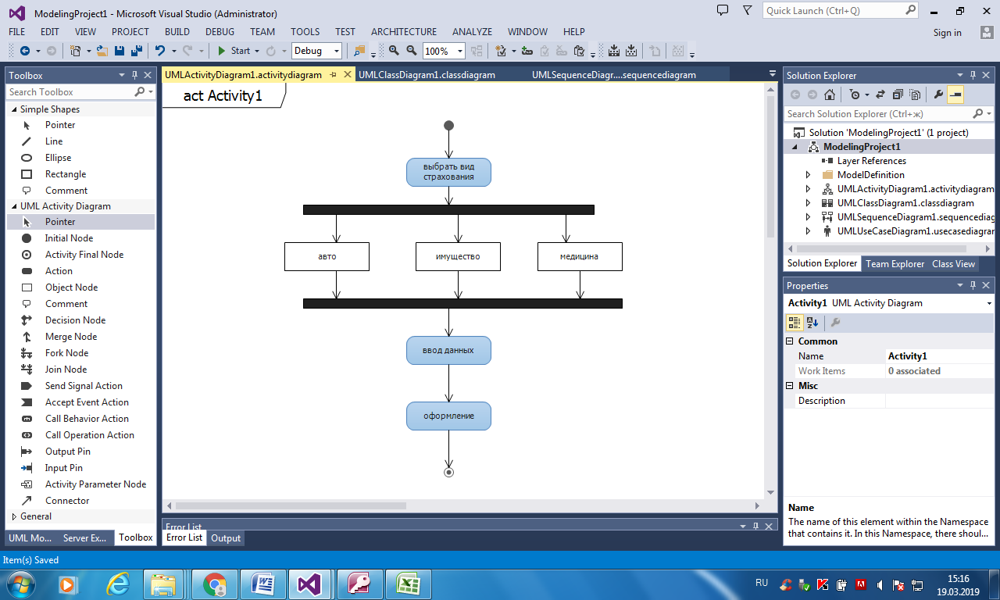 ModelingProject1 - Microsoft Visual Studio (Administrator)
Quick Launch (Ctrl+Q)
FILE EDIT VIEW PROJECT BUILD DEBUG TEAM TOOLS TEST ARCHITECTURE ANALYZE WINDOW HELP
Sign in
Start
Debug
100%
Toolbox
Search Toolbox
Simple Shapes
Pointer
Line
Ellipse
Rectangle
Comment
UML Activity Diagram
Pointer
Initial Node
Activity Final Node
Action
Object Node
Comment
Decision Node
Merge Node
Fork Node
Join Node
Send Signal Action
Accept Event Action
Call Behavior Action
Call Operation Action
Output Pin
Input Pin
Activity Parameter Node
Connector
General
UML Mo... Server Ex... Toolbox
UMLActivityDiagram1.activitydiagram UMLClassDiagram1.classdiagram UMLSequenceDiagr....sequencediagram
act Activity1
выбрать вид
страхования
авто имущество медицина
ввод данных
оформление
Error List
Error List Output
Solution Explorer
Search Solution Explorer (Ctrl+ж)
Solution 'ModelingProject1' (1 project)
ModelingProject1
Layer References
ModelDefinition
UMLActivityDiagram1.activitydiagram
UMLClassDiagram1.classdiagram
UMLSequenceDiagram1.sequencediag
UMLUseCaseDiagram1.usecasediagrar
Solution Explorer Team Explorer Class View
Properties
Activity1 UML Activity Diagram
Common
Name Activity1
Work Items 0 associated
Misc
Description
Name
The name of this element within the Namespace
that contains it. In this Namespace, there shoul...
Item(s) Saved
RU
15:16
19.03.2019